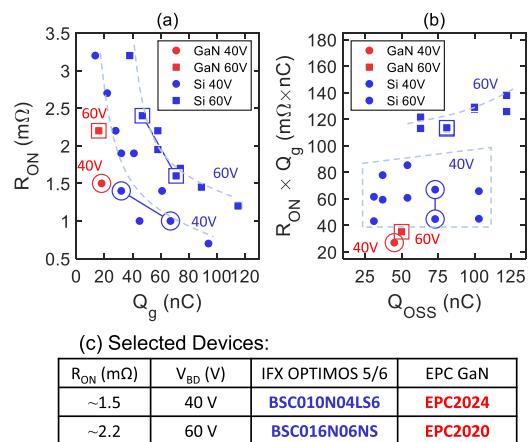 (a)
(b)
GaN 40V
GaN 60V
Si 40V
Si 60V
60V
40V
60V
40V
3.5
3
2.5
2
1.5
1
0.5
R_ON (mΩ)
0 20 40 60 80 100 120
Q_g (nC)
GaN 40V
GaN 60V
Si 40V
Si 60V
60V
40V
40V
60V
180
160
140
120
100
80
60
40
20
R_ON × Q_g (mΩ×nC)
0 25 50 75 100 125
Q_OSS (nC)
(c) Selected Devices:
R_ON (mΩ) V_BD (V) IFX OPTIMOS 5/6 EPC GaN
~1.5 40 V BSC010N04LS6 EPC2024
~2.2 60 V BSC016N06NS EPC2020